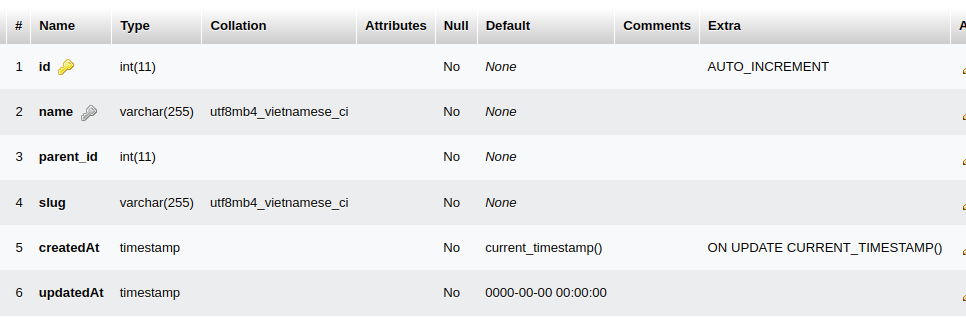 # Name Type Collation Attributes Null Default Comments Extra A
1 id int(11) No None AUTO_INCREMENT
2 name varchar(255) utf8mb4_vietnamese_ci No None
3 parent_id int(11) No None
4 slug varchar(255) utf8mb4_vietnamese_ci No None
5 createdAt timestamp No current_timestamp() ON UPDATE CURRENT_TIMESTAMP()
6 updatedAt timestamp No 0000-00-00 00:00:00